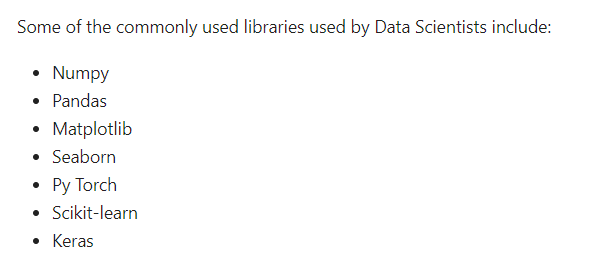 Some of the commonly used libraries used by Data Scientists include:
• Numpy
• Pandas
• Matplotlib
• Seaborn
• Py Torch
• Scikit-learn
• Keras